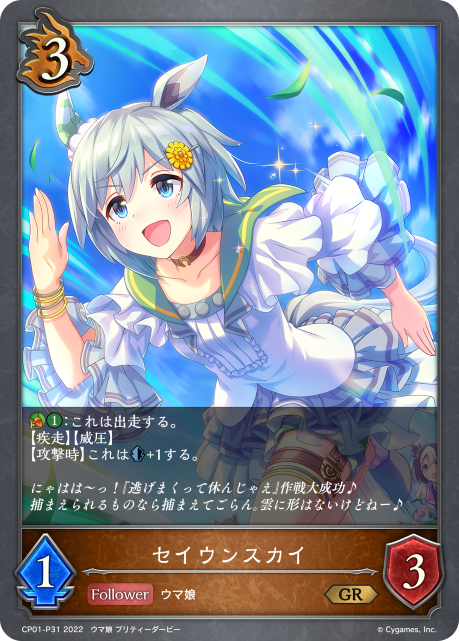 3
1:これは出走する。
【疾走】【威圧】
【攻撃時】これは+1する。
にゃはは~っ!『逃げまくって休んじゃえ』作戦大成功♪
捕まえられるものなら捕まえてごらん。雲に形はないけどねー♪
セイウンスカイ
1
Follower ウマ娘
GR
3
CP01-P31 2022 ウマ娘 プリティーダービー
© Cygames, Inc.